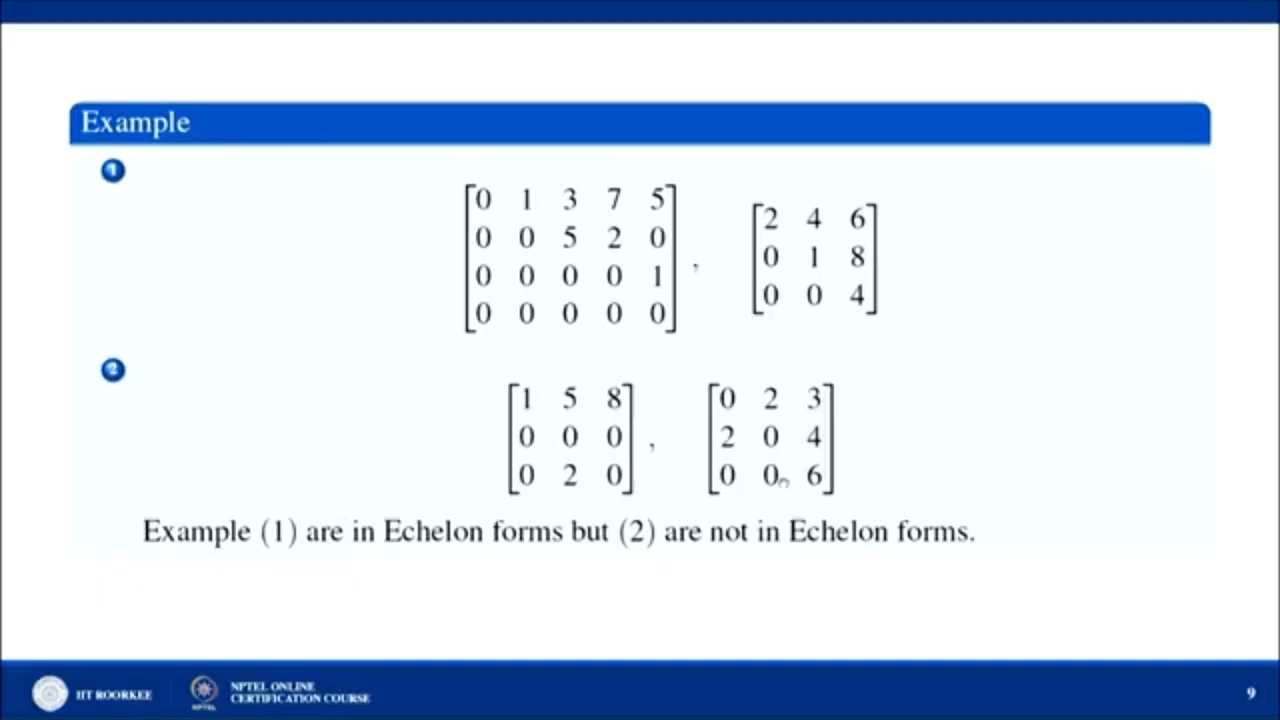 Example
1
0 1 3 7 5
0 0 5 2 0
0 0 0 0 1
0 0 0 0 0
,
2 4 6
0 1 8
0 0 4
2
1 5 8
0 0 0
0 2 0
,
0 2 3
2 0 4
0 0 6
Example (1) are in Echelon forms but (2) are not in Echelon forms.
IIT ROORKEE
NPTEL
NPTEL ONLINE
CERTIFICATION COURSE
9